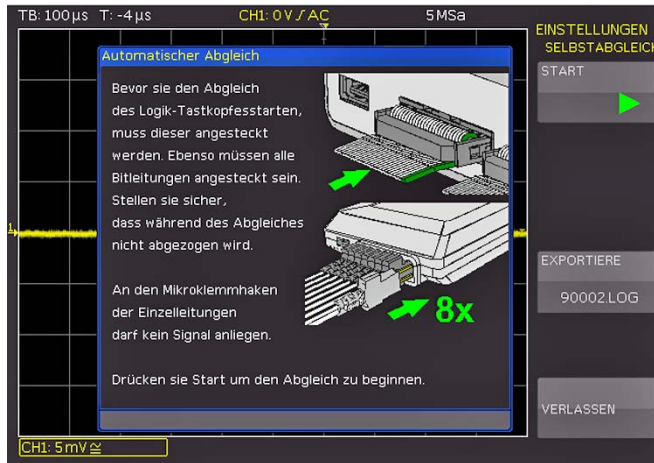 TB: 100µs T: -4µs CH1: 0V AC 5MSa
EINSTELLUNGEN
SELBSTABGLEICH
Automatischer Abgleich
START
Bevor sie den Abgleich
des Logik-Tastkopfesstarten,
muss dieser angesteckt
werden. Ebenso müssen alle
Bitleitungen angesteckt sein.
Stellen sie sicher,
dass während des Abgleiches
nicht abgezogen wird.
An den Mikroklemmhaken
der Einzelleitungen
darf kein Signal anliegen.
8x
Drücken sie Start um den Abgleich zu beginnen.
EXPORTIERE
90002.LOG
VERLASSEN
1
CH1: 5mV≅